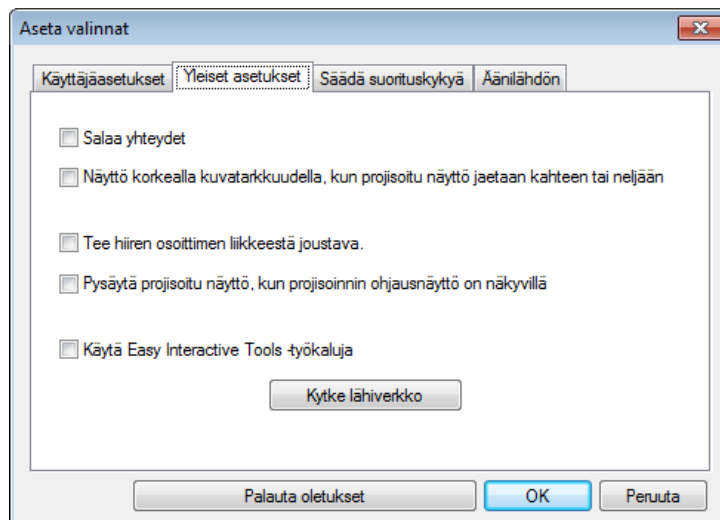 Aseta valinnat
Käyttäjäasetukset Yleiset asetukset Säädä suorituskykyä Äänilähdön
Salaa yhteydet
Näyttö korkealla kuvatarkkuudella, kun projisoitu näyttö jaetaan kahteen tai neljään
Tee hiiren osoittimen liikkeestä joustava.
Pysäytä projisoitu näyttö, kun projisoinnin ohjausnäyttö on näkyvillä
Käytä Easy Interactive Tools -työkaluja
Kytke lähiverkko
Palauta oletukset OK Peruuta